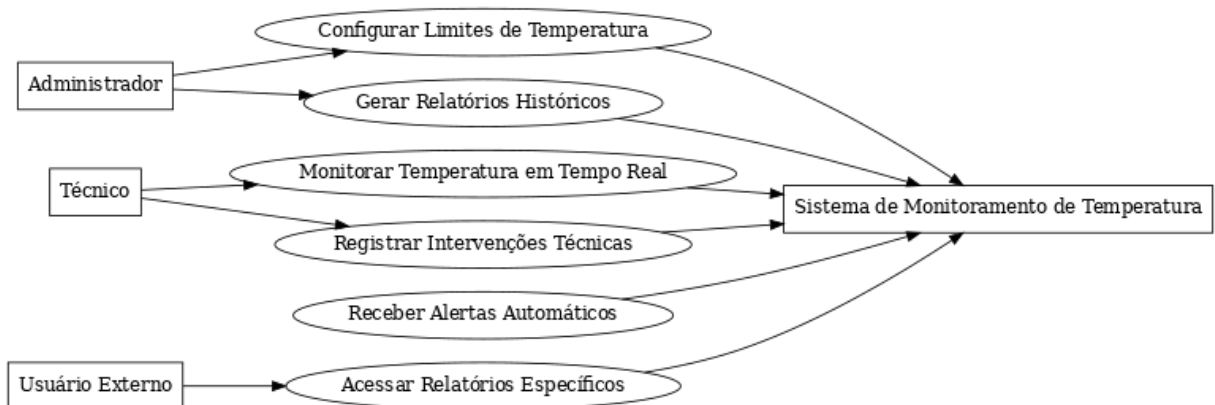 Configurar Limites de Temperatura
Administrador
Gerar Relatórios Históricos
Monitorar Temperatura em Tempo Real
Técnico
Sistema de Monitoramento de Temperatura
Registrar Intervenções Técnicas
Receber Alertas Automáticos
Usuário Externo
Acessar Relatórios Específicos